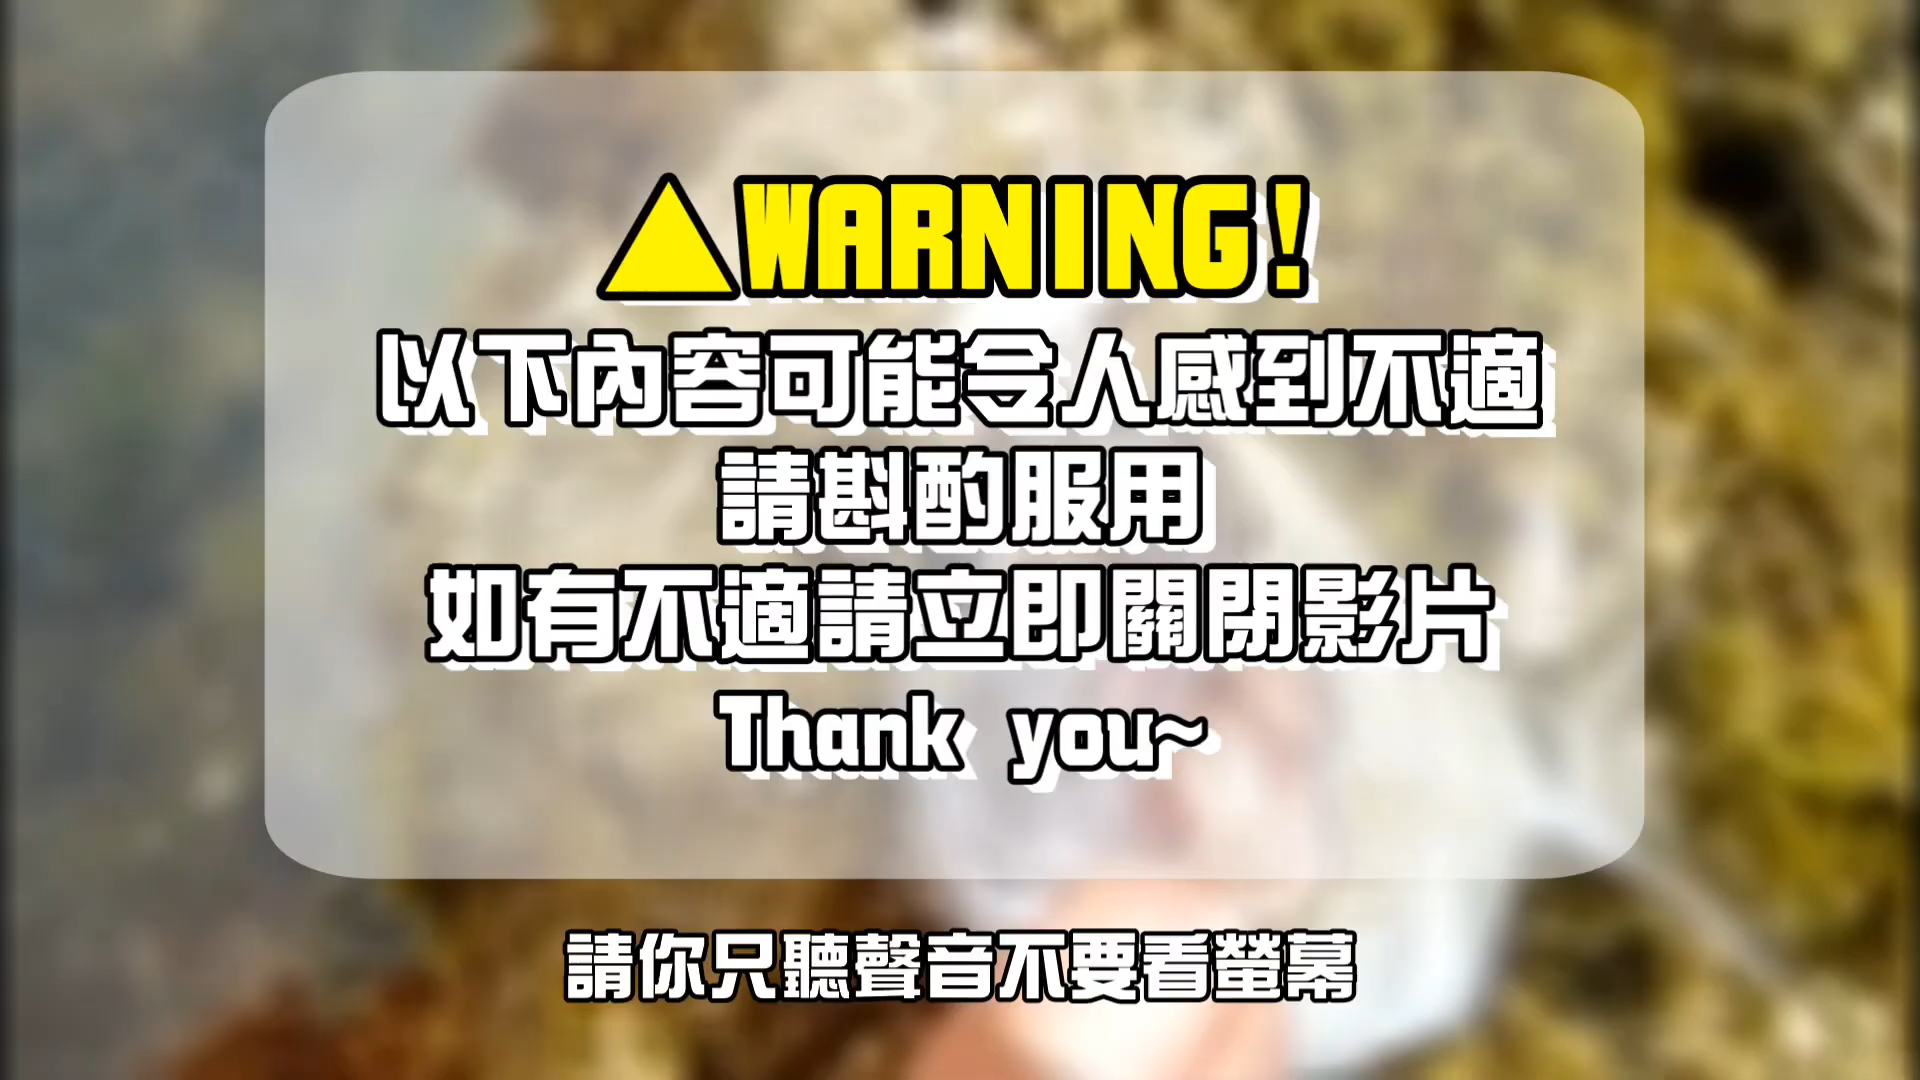 ▲WARNING!
以下內容可能令人感到不適
請斟酌服用
如有不適請立即關閉影片
Thank you~
請你只聽聲音不要看螢幕